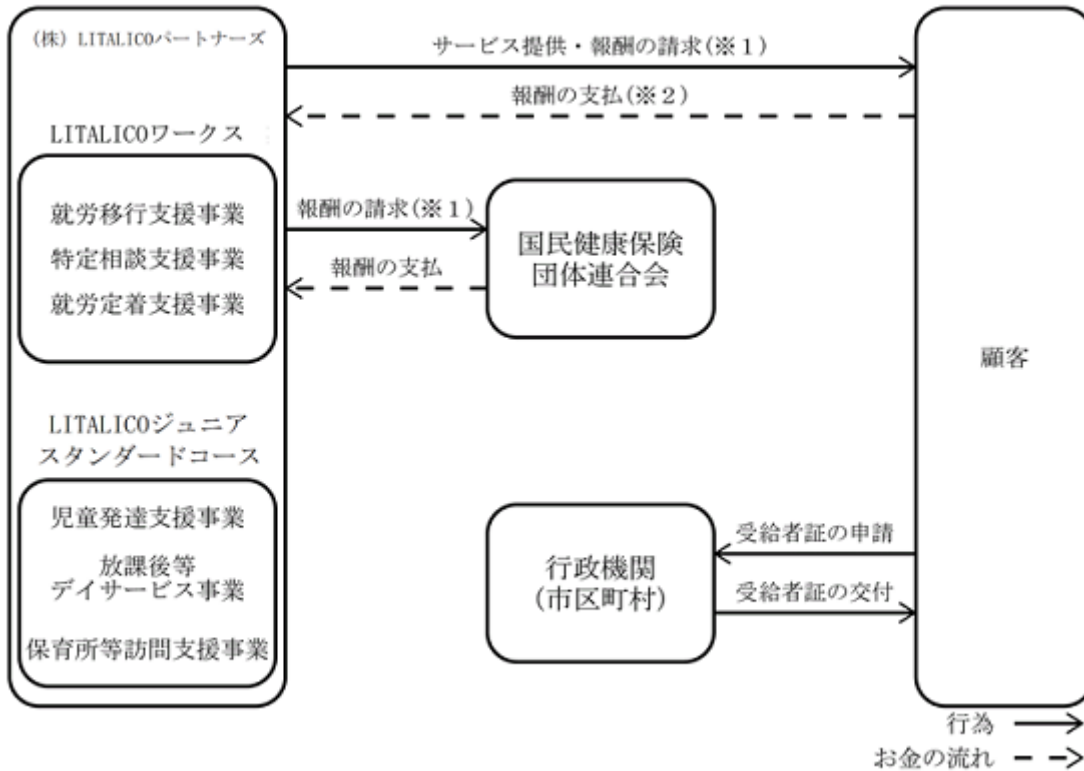 (株) LITALICOパートナーズ
サービス提供・報酬の請求(※１)
報酬の支払(※２)
LITALICOワークス
就労移行支援事業
特定相談支援事業
就労定着支援事業
報酬の請求(※１)
報酬の支払
国民健康保険
団体連合会
顧客
LITALICOジュニア
スタンダードコース
児童発達支援事業
放課後等
デイサービス事業
保育所等訪問支援事業
行政機関
(市区町村)
受給者証の申請
受給者証の交付
行為
お金の流れ